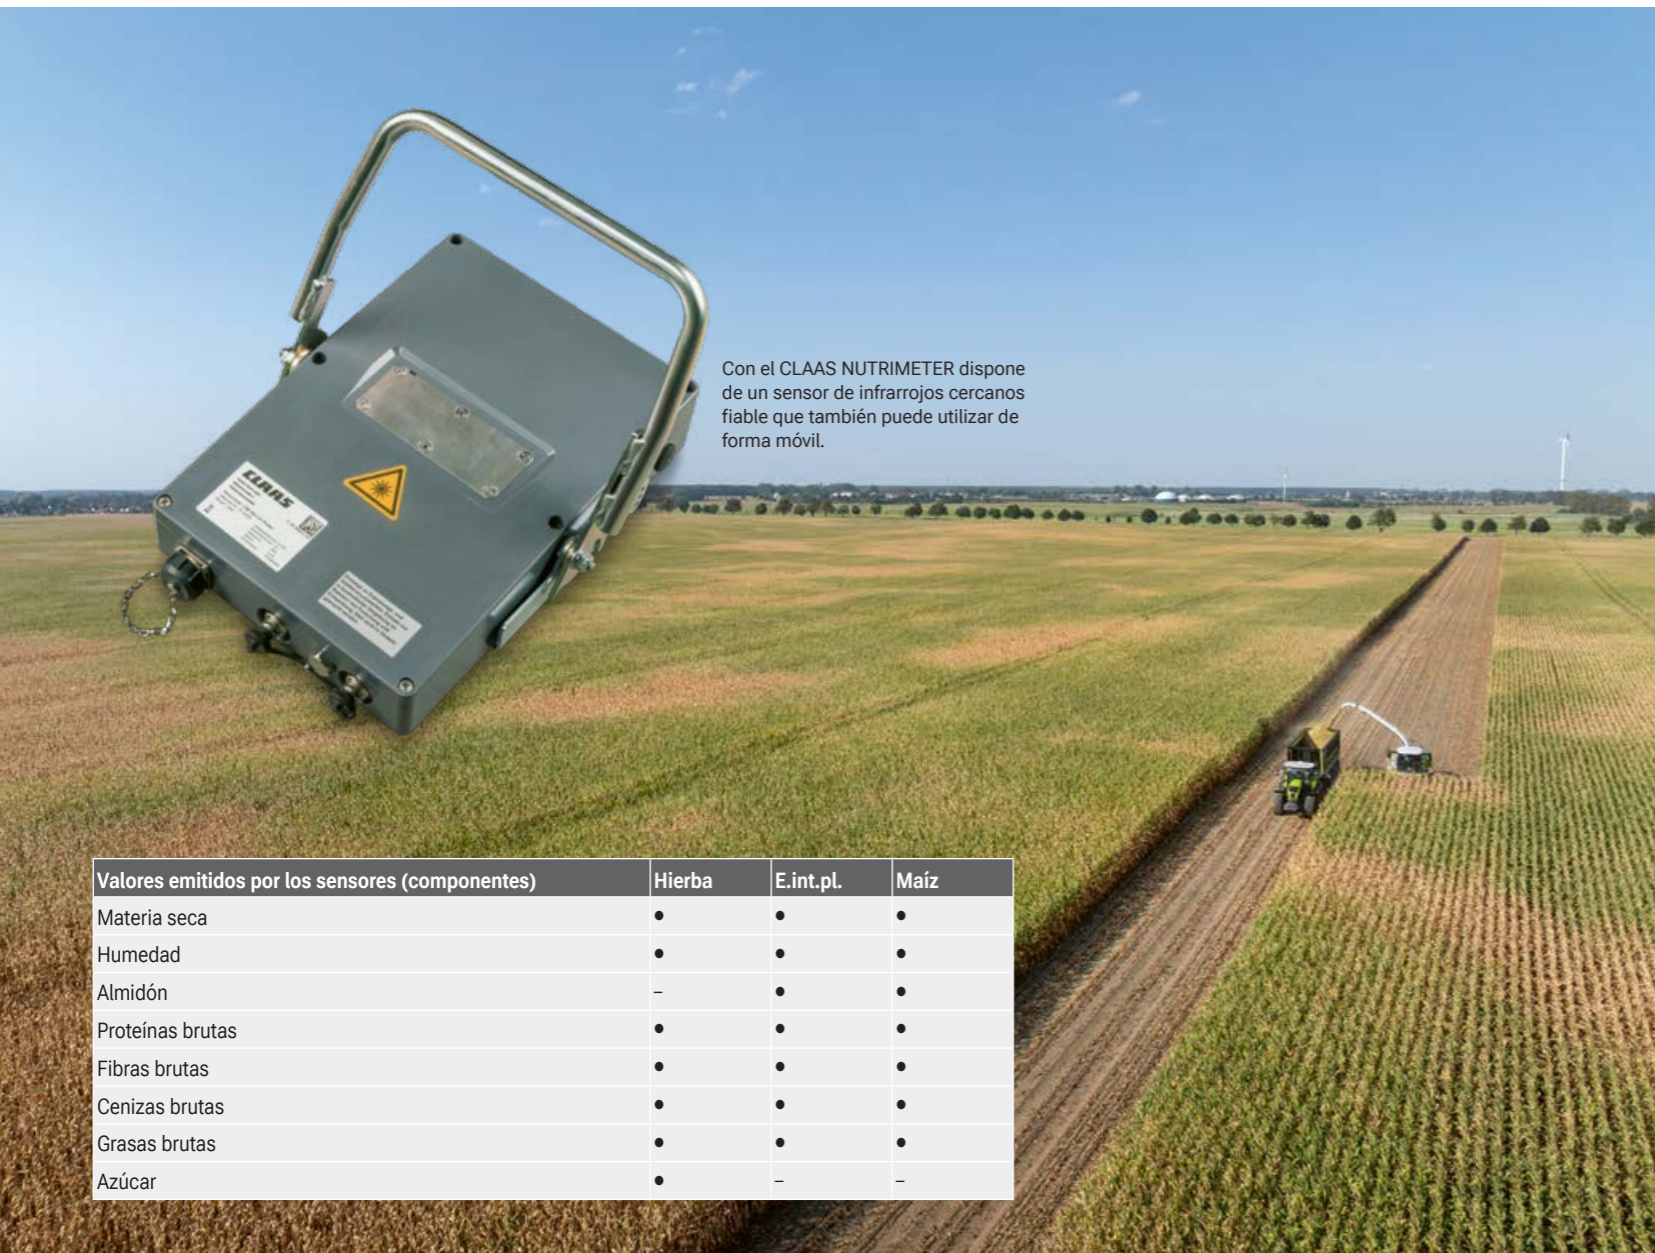 Con el CLAAS NUTRIMETER dispone
de un sensor de infrarrojos cercanos
fiable que también puede utilizar de
forma móvil.
CLAAS
Valores emitidos por los sensores (componentes) Hierba E.int.pl. Maíz
Materia seca ● ● ●
Humedad ● ● ●
Almidón – ● ●
Proteínas brutas ● ● ●
Fibras brutas ● ● ●
Cenizas brutas ● ● ●
Grasas brutas ● ● ●
Azúcar ● – –